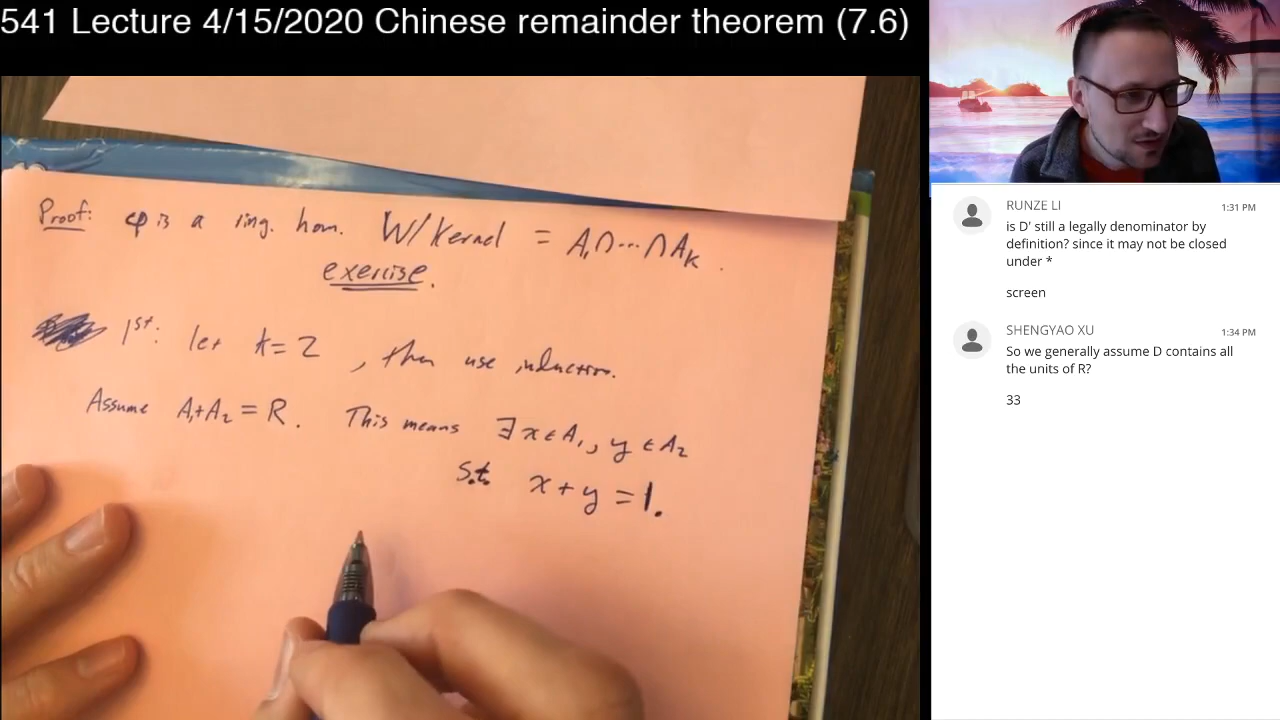 541 Lecture 4/15/2020 Chinese remainder theorem (7.6)
Proof: φ is a ring. hom. W/ Kernel = A₁∩···∩Aₖ.
exercise.
1st: let k=2, then use induction.
Assume A₁+A₂ = R. This means ∃ x∈A₁, y∈A₂
s.t. x+y=1.
RUNZE LI 1:31 PM
is D' still a legally denominator by
definition? since it may not be closed
under *
screen
SHENGYAO XU 1:34 PM
So we generally assume D contains all
the units of R?
33